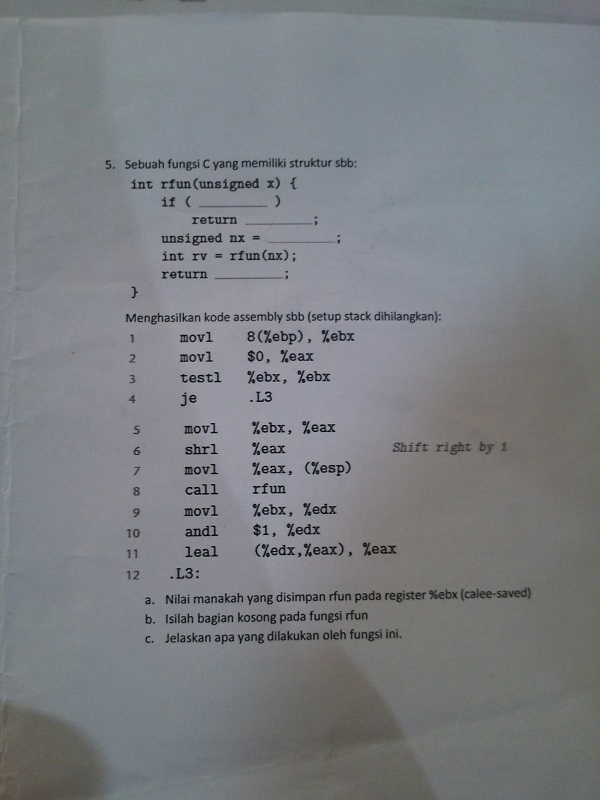 5. Sebuah fungsi C yang memiliki struktur sbb:
int rfun(unsigned x) {
if ( ________ )
return ________;
unsigned nx = ________;
int rv = rfun(nx);
return ________;
}
Menghasilkan kode assembly sbb (setup stack dihilangkan):
1 movl 8(%ebp), %ebx
2 movl $0, %eax
3 testl %ebx, %ebx
4 je .L3
5 movl %ebx, %eax
6 shrl %eax Shift right by 1
7 movl %eax, (%esp)
8 call rfun
9 movl %ebx, %edx
10 andl $1, %edx
11 leal (%edx,%eax), %eax
12 .L3:
a. Nilai manakah yang disimpan rfun pada register %ebx (calee-saved)
b. Isilah bagian kosong pada fungsi rfun
c. Jelaskan apa yang dilakukan oleh fungsi ini.